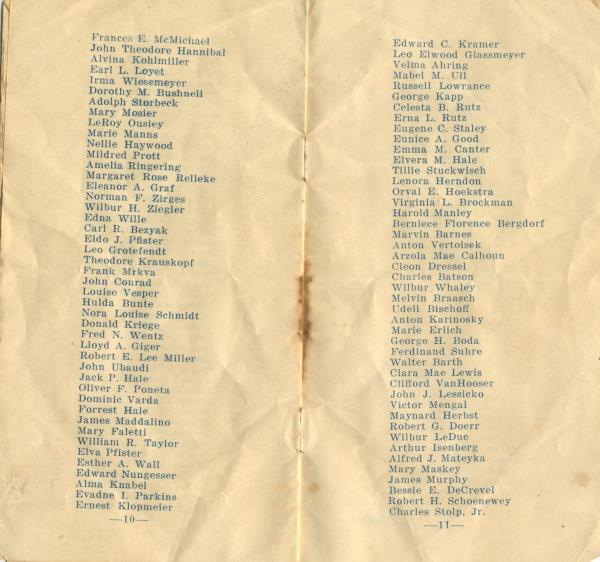 Frances E. McMichael
John Theodore Hannibal
Alvina Kohlmiller
Earl L. Loyet
Irma Wiesemeyer
Dorothy M. Bushnell
Adolph Storbeck
Mary Mosier
LeRoy Ousley
Marie Manns
Nellie Haywood
Mildred Prott
Amelia Ringering
Margaret Rose Relleke
Eleanor A. Graf
Norman F. Zirges
Wilbur H. Ziegler
Edna Wille
Carl R. Bezyak
Eldo J. Pfister
Leo Grotefendt
Theodore Krauskopf
Frank Mrkva
John Conrad
Louise Vesper
Hulda Bunte
Nora Louise Schmidt
Donald Kriege
Fred N. Wentz
Lloyd A. Giger
Robert E. Lee Miller
John Ubaudi
Jack P. Hale
Oliver F. Poneta
Dominic Varda
Forrest Hale
James Maddalino
Mary Faletti
William R. Taylor
Elva Pfister
Esther A. Wall
Edward Nungesser
Alma Knabel
Evadne I. Parkins
Ernest Klopmeier
—10—
Edward C. Kramer
Leo Elwood Glassmeyer
Velma Ahring
Mabel M. Ull
Russell Lowrance
George Kapp
Celesta B. Rutz
Erna L. Rutz
Eugene C. Staley
Eunice A. Good
Emma M. Canter
Elvera M. Hale
Tillie Stuckwisch
Lenora Herndon
Orval E. Hoekstra
Virginia L. Brockman
Harold Manley
Berniece Florence Bergdorf
Marvin Barnes
Anton Vertoisek
Arzola Mae Calhoun
Cleon Dressel
Charles Batson
Wilbur Whaley
Melvin Braasch
Udell Bischoff
Anton Karinosky
Marie Erlich
George H. Boda
Ferdinand Suhre
Walter Barth
Clara Mae Lewis
Clifford VanHooser
John J. Lessicko
Victor Mengal
Maynard Herbst
Robert G. Doerr
Wilbur LeDuc
Arthur Isenberg
Alfred J. Mateyka
Mary Maskey
James Murphy
Bessie E. DeCrevel
Robert H. Schoenewey
Charles Stolp, Jr.
—11—